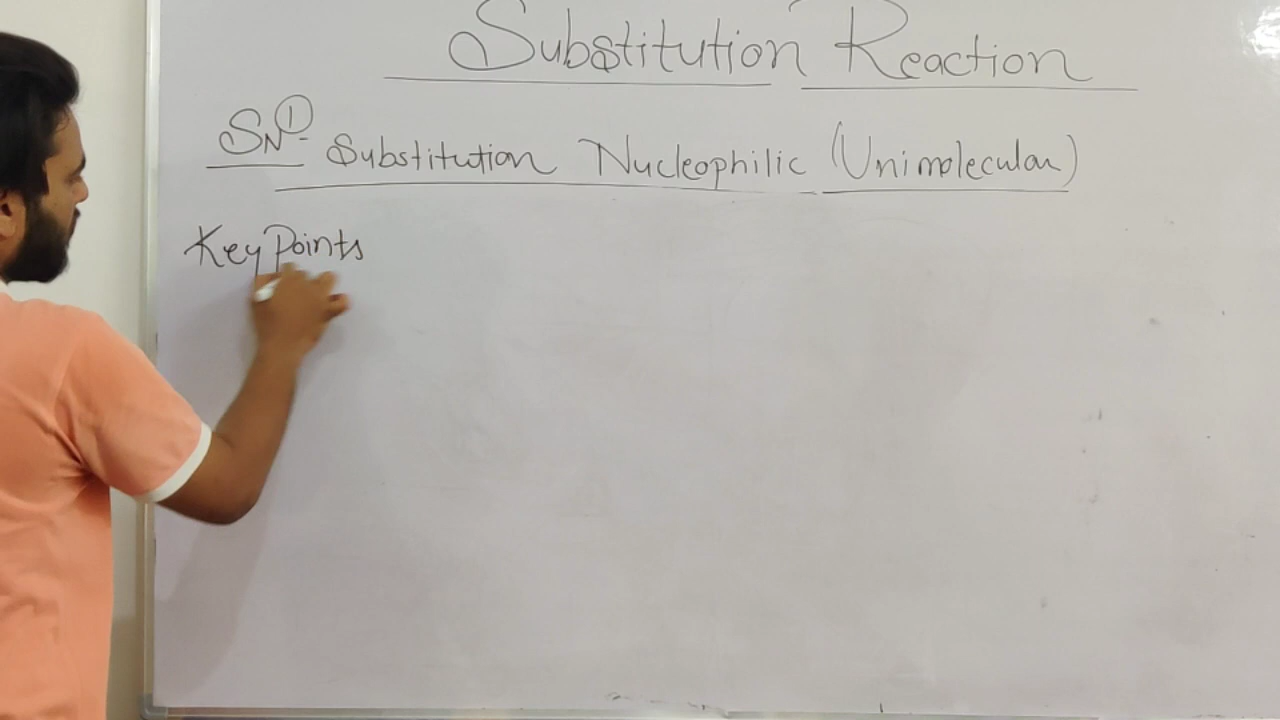 Substitution Reaction
SN① - Substitution Nucleophilic (Unimolecular)
Key Points